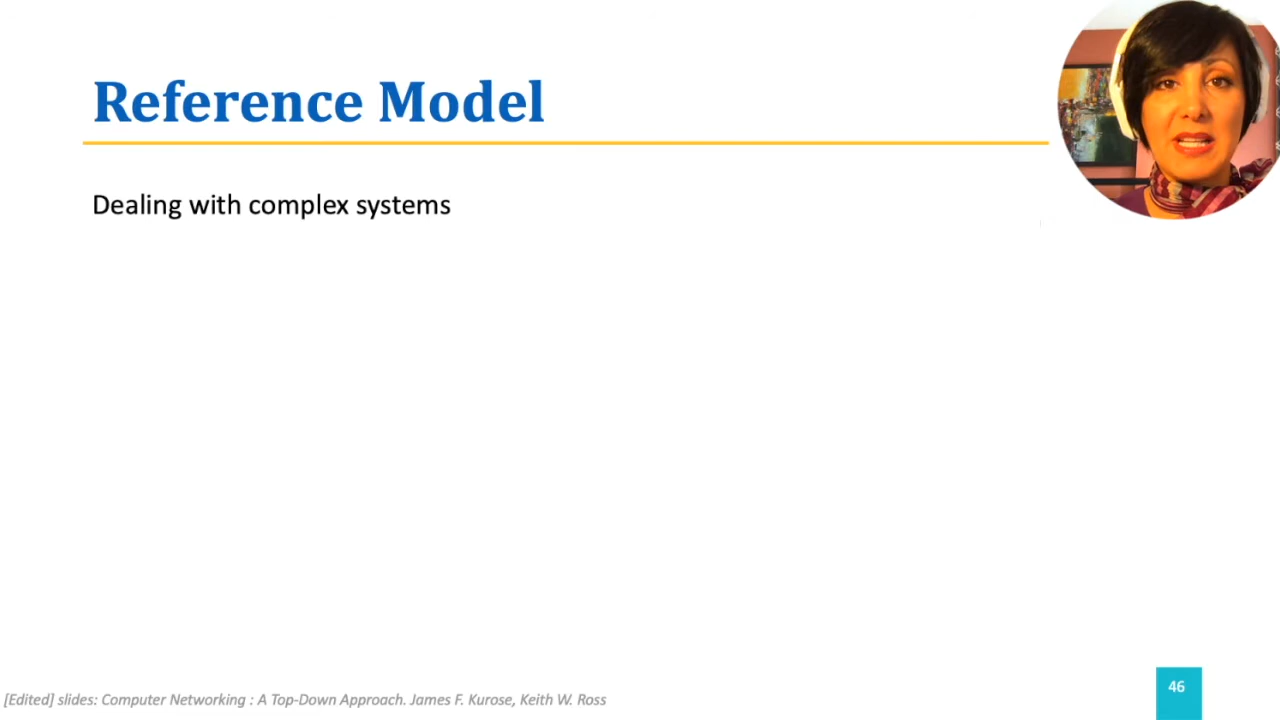 Reference Model
Dealing with complex systems
[Edited] slides: Computer Networking : A Top-Down Approach. James F. Kurose, Keith W. Ross
46